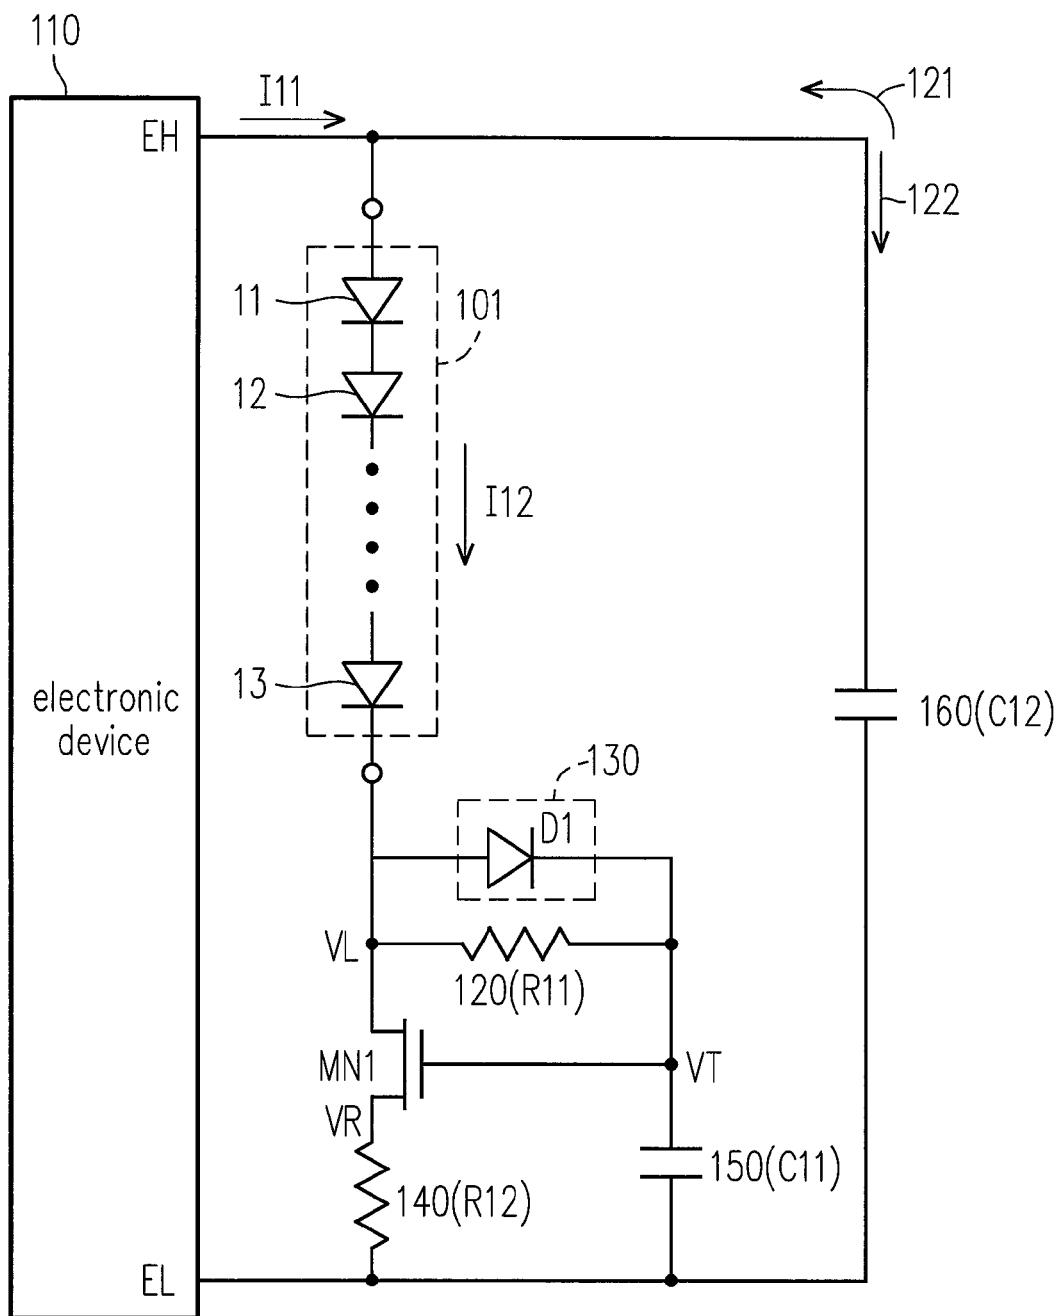 110
EH
I11
121
122
11
101
12
I12
13
electronic
device
160(C12)
130
D1
VL
120(R11)
MN1
VT
VR
150(C11)
140(R12)
EL